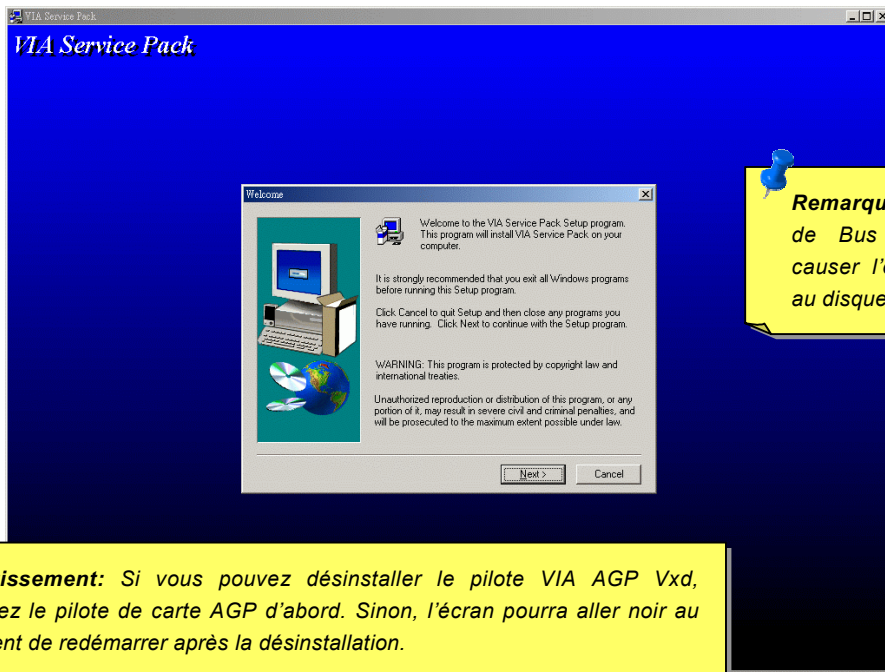 VIA Service Pack
VIA Service Pack
Welcome
Welcome to the VIA Service Pack Setup program.
This program will install VIA Service Pack on your
computer.
It is strongly recommended that you exit all Windows programs
before running this Setup program.
Click Cancel to quit Setup and then close any programs you
have running. Click Next to continue with the Setup program.
WARNING: This program is protected by copyright law and
international treaties.
Unauthorized reproduction or distribution of this program, or any
portion of it, may result in severe civil and criminal penalties, and
will be prosecuted to the maximum extent possible under law.
Next >
Cancel
Remarqu
de Bus
causer l'
au disque
issement: Si vous pouvez désinstaller le pilote VIA AGP Vxd,
ez le pilote de carte AGP d'abord. Sinon, l'écran pourra aller noir au
ent de redémarrer après la désinstallation.